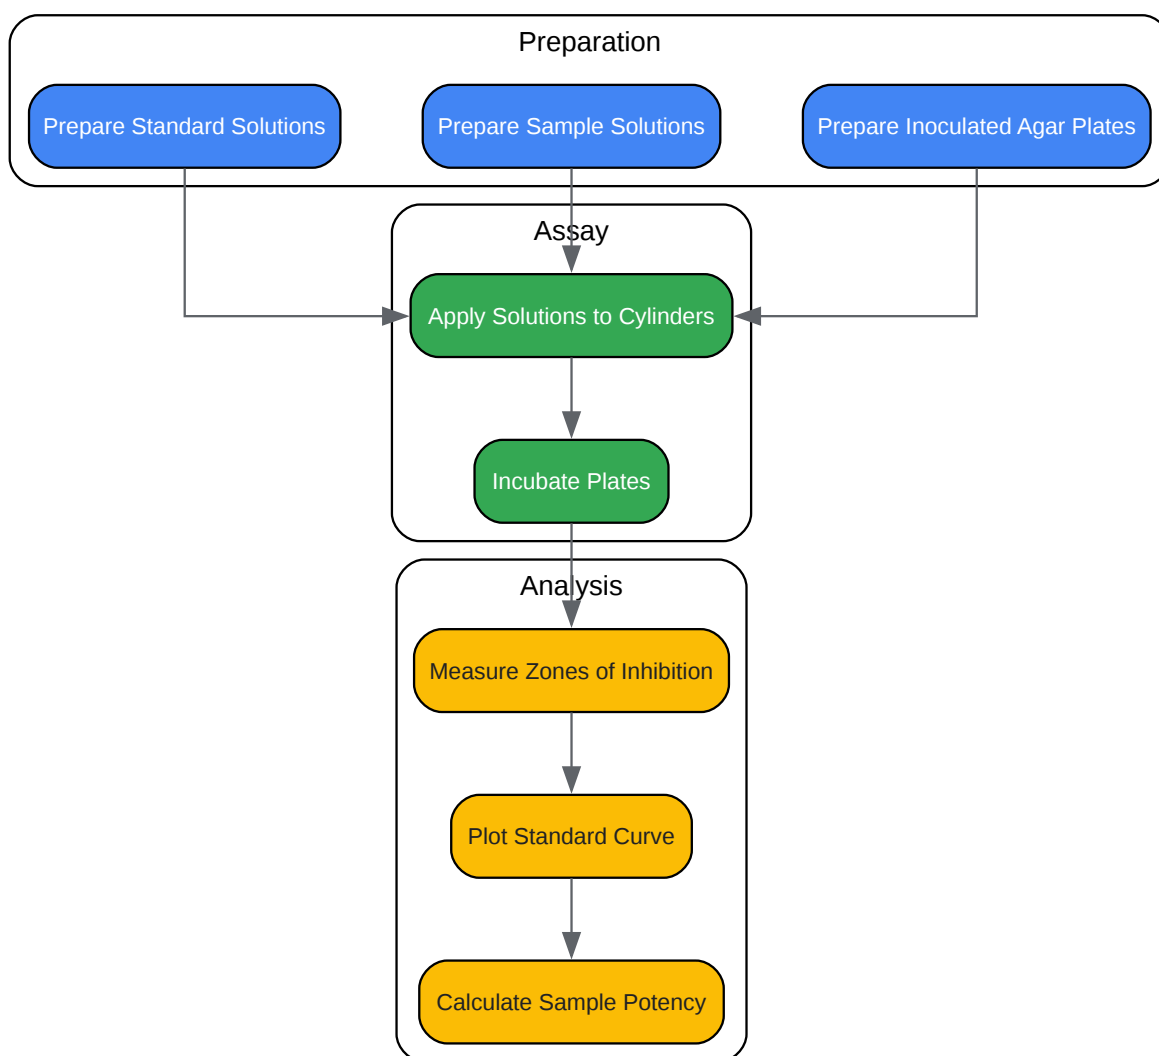 Preparation
Prepare Standard Solutions
Prepare Sample Solutions
Prepare Inoculated Agar Plates
Assay
Apply Solutions to Cylinders
Incubate Plates
Analysis
Measure Zones of Inhibition
Plot Standard Curve
Calculate Sample Potency